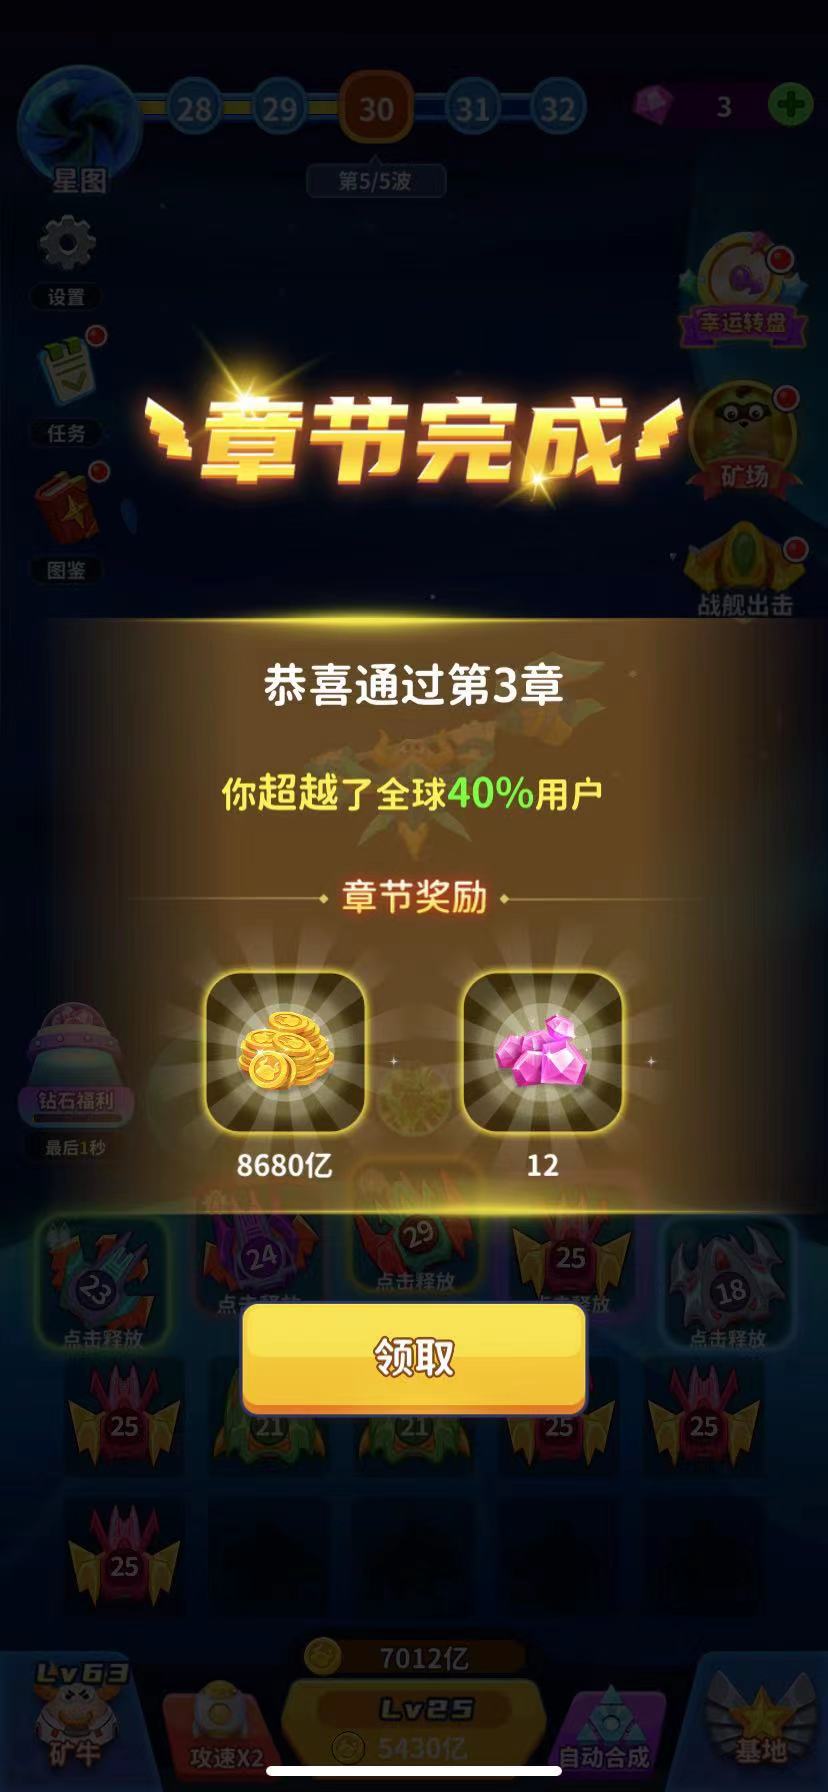 28
29
30
31
32
3
星图
第5/5波
设置
幸运转盘
任务
矿场
图鉴
战舰出击
章节完成
恭喜通过第3章
你超越了全球40%用户
章节奖励
钻石福利
最后1秒
8680亿
12
23
24
29
25
18
点击释放
点击释放
点击释放
点击释放
点击释放
领取
25
21
21
25
25
25
7012亿
Lv63
矿牛
攻速X2
Lv25
5430亿
自动合成
基地